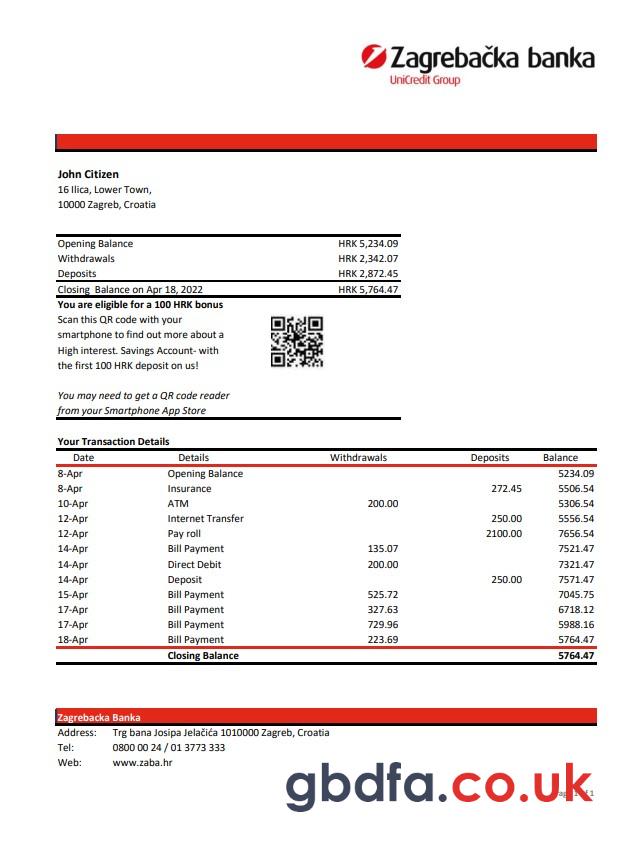 Zagrebačka banka
UniCredit Group
John Citizen
16 Ilica, Lower Town,
10000 Zagreb, Croatia
Opening Balance HRK 5,234.09
Withdrawals HRK 2,342.07
Deposits HRK 2,872.45
Closing Balance on Apr 18, 2022 HRK 5,764.47
You are eligible for a 100 HRK bonus
Scan this QR code with your
smartphone to find out more about a
High interest. Savings Account- with
the first 100 HRK deposit on us!
You may need to get a QR code reader
from your Smartphone App Store
Your Transaction Details
Date Details Withdrawals Deposits Balance
8-Apr Opening Balance 5234.09
8-Apr Insurance 272.45 5506.54
10-Apr ATM 200.00 5306.54
12-Apr Internet Transfer 250.00 5556.54
12-Apr Pay roll 2100.00 7656.54
14-Apr Bill Payment 135.07 7521.47
14-Apr Direct Debit 200.00 7321.47
14-Apr Deposit 250.00 7571.47
15-Apr Bill Payment 525.72 7045.75
17-Apr Bill Payment 327.63 6718.12
17-Apr Bill Payment 729.96 5988.16
18-Apr Bill Payment 223.69 5764.47
Closing Balance 5764.47
Zagrebacka Banka
Address: Trg bana Josipa Jelačića 1010000 Zagreb, Croatia
Tel: 0800 00 24 / 01 3773 333
Web: www.zaba.hr
gbdfa.co.uk